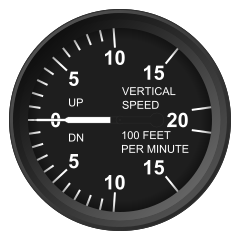 10
5
15
UP
VERTICAL
SPEED
0
20
DN
100 FEET
PER MINUTE
5
15
10